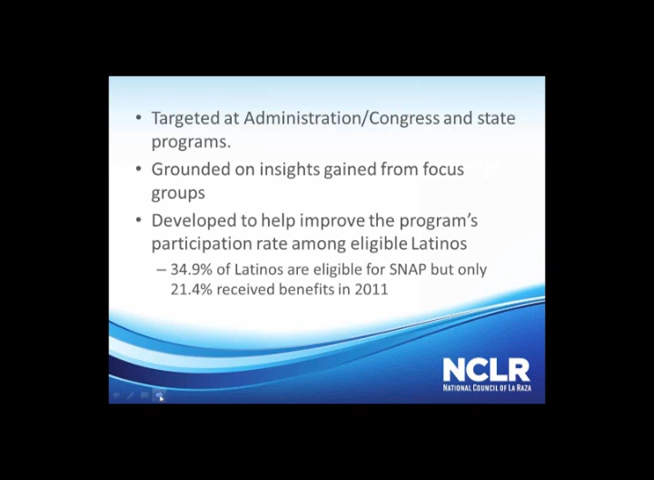 • Targeted at Administration/Congress and state
programs.
• Grounded on insights gained from focus
groups
• Developed to help improve the program's
participation rate among eligible Latinos
– 34.9% of Latinos are eligible for SNAP but only
21.4% received benefits in 2011
NCLR
NATIONAL COUNCIL OF LA RAZA